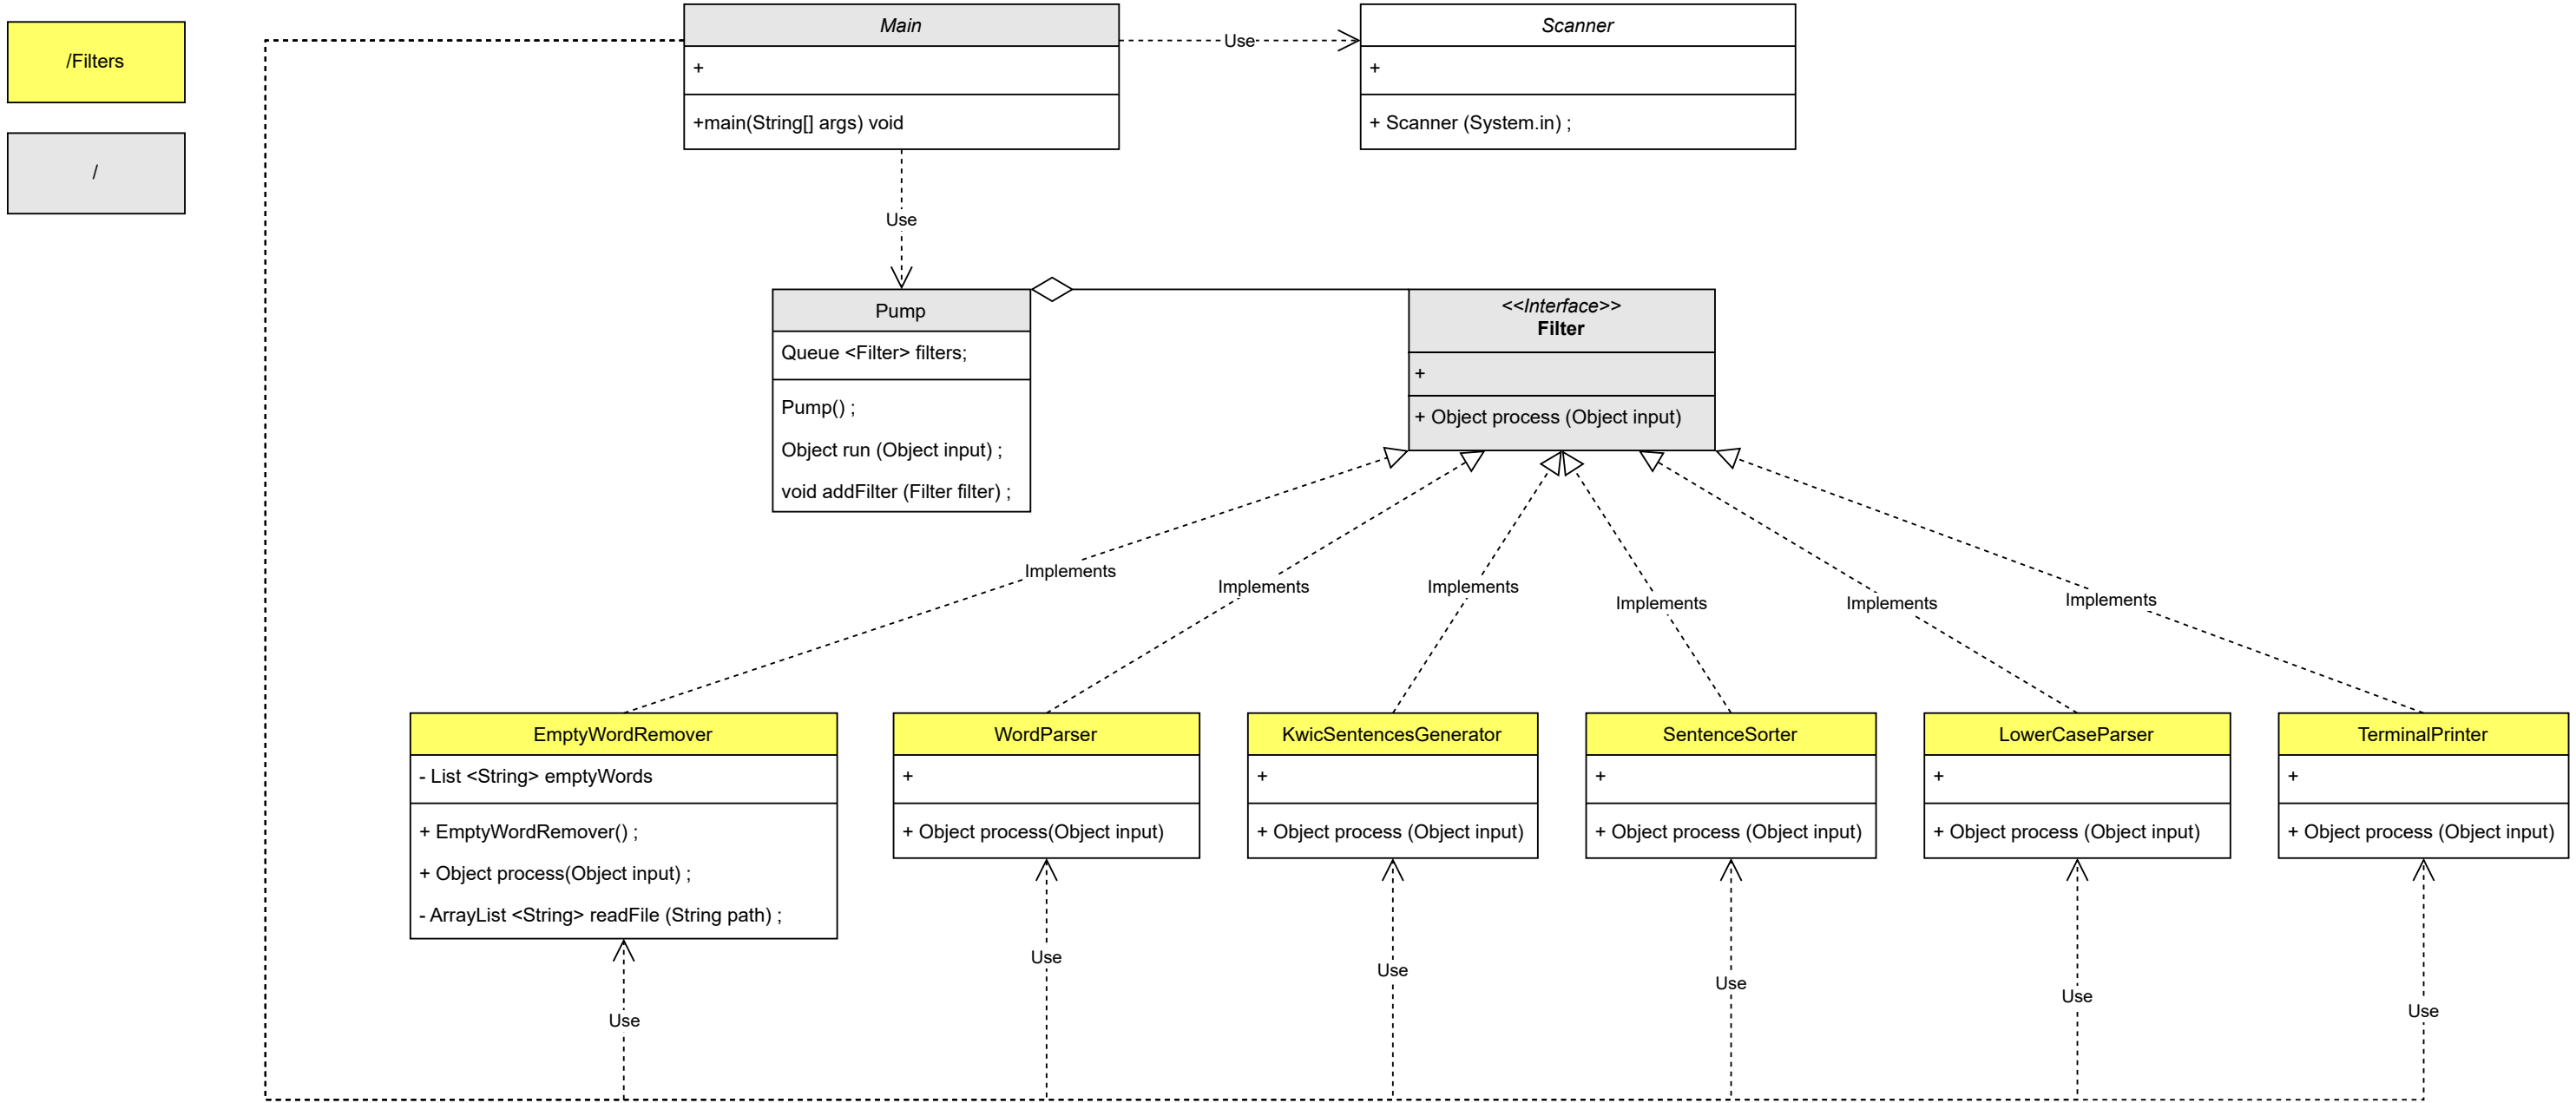 /Filters
/
Main
+
+main(String[] args) void
Use
Scanner
+
+ Scanner (System.in) ;
Use
Pump
Queue <Filter> filters;
Pump() ;
Object run (Object input) ;
void addFilter (Filter filter) ;
<<Interface>>
Filter
+
+ Object process (Object input)
Implements
Implements
Implements
Implements
Implements
Implements
EmptyWordRemover
- List <String> emptyWords
+ EmptyWordRemover() ;
+ Object process(Object input) ;
- ArrayList <String> readFile (String path) ;
WordParser
+
+ Object process(Object input)
KwicSentencesGenerator
+
+ Object process (Object input)
SentenceSorter
+
+ Object process (Object input)
LowerCaseParser
+
+ Object process (Object input)
TerminalPrinter
+
+ Object process (Object input)
Use
Use
Use
Use
Use
Use